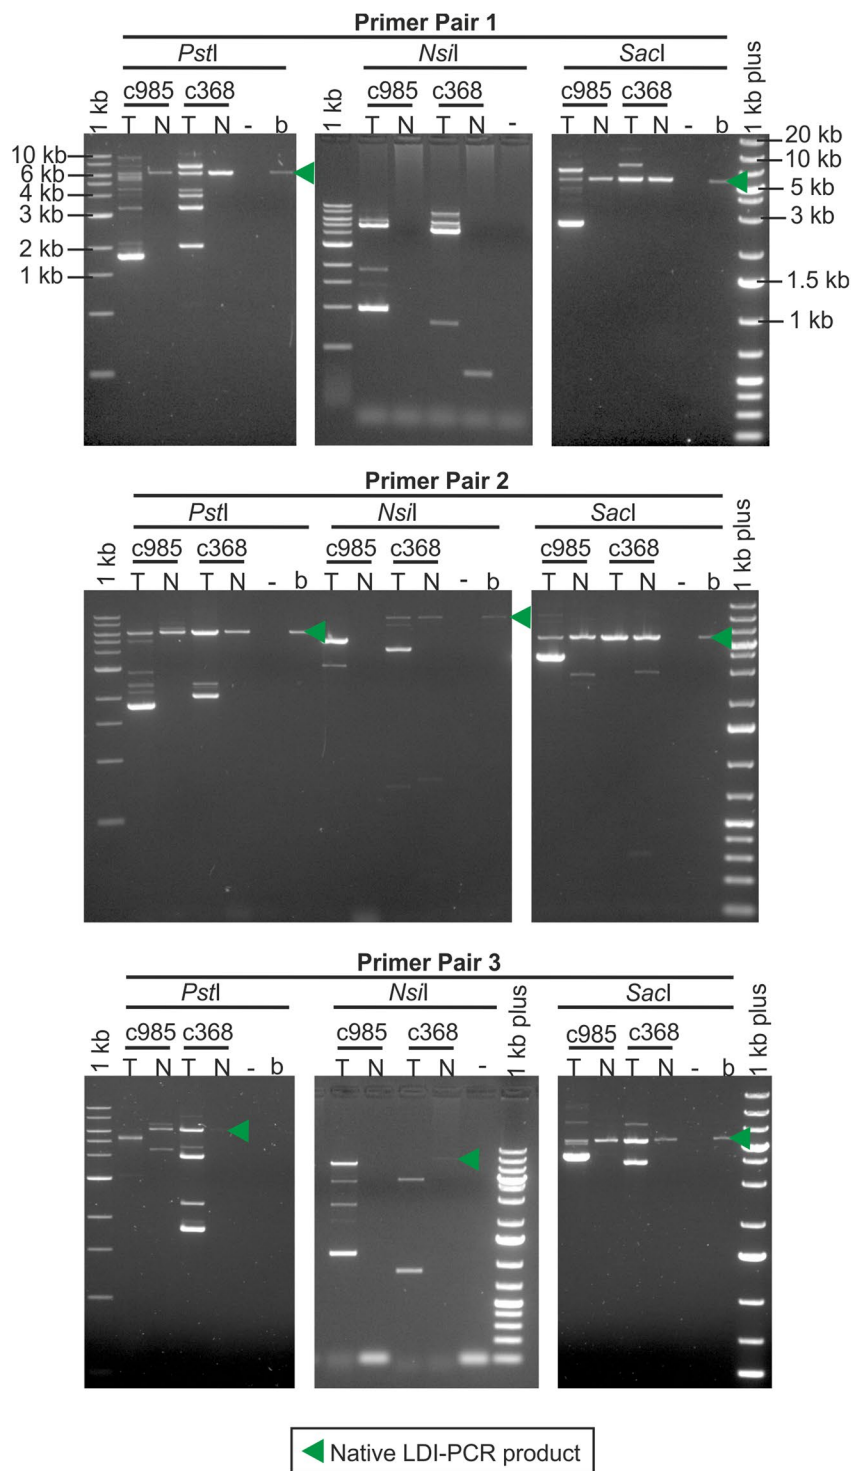 Primer Pair 1
PstI NsiI SacI
c985 c368 c985 c368 c985 c368
1 kb T N T N - b 1 kb T N T N - T N T N - b 1 kb plus
10 kb
6 kb
4 kb
3 kb
2 kb
1 kb
20 kb
10 kb
5 kb
3 kb
1.5 kb
1 kb
Primer Pair 2
PstI NsiI SacI
c985 c368 c985 c368 c985 c368
1 kb T N T N - b T N T N - b T N T N - b 1 kb plus
Primer Pair 3
PstI NsiI SacI
c985 c368 c985 c368 c985 c368
1 kb T N T N - b T N T N - 1 kb plus T N T N - b 1 kb plus
Native LDI-PCR product